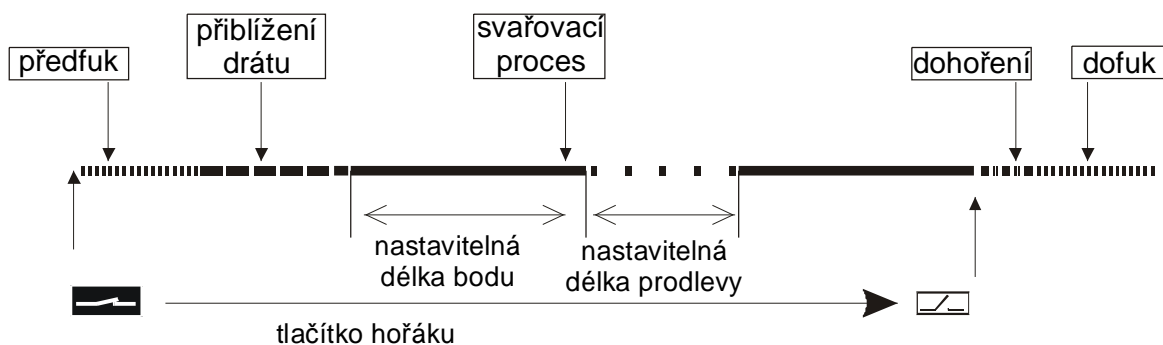 předfuk
přiblížení
drátu
svařovací
proces
dohoření
dofuk
nastavitelná
délka bodu
nastavitelná
délka prodlevy
tlačítko hořáku